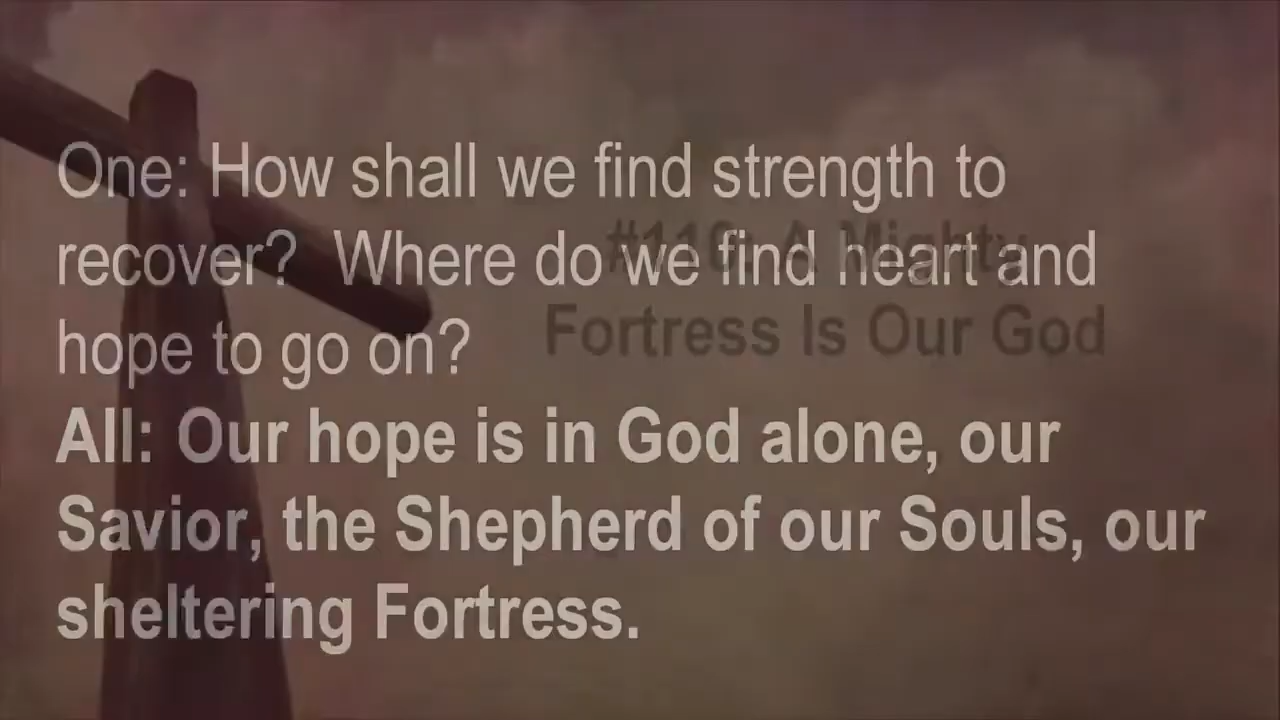 One: How shall we find strength to
recover? Where do we find heart and
hope to go on?
All: Our hope is in God alone, our
Savior, the Shepherd of our Souls, our
sheltering Fortress.
A Mighty
Fortress Is Our God